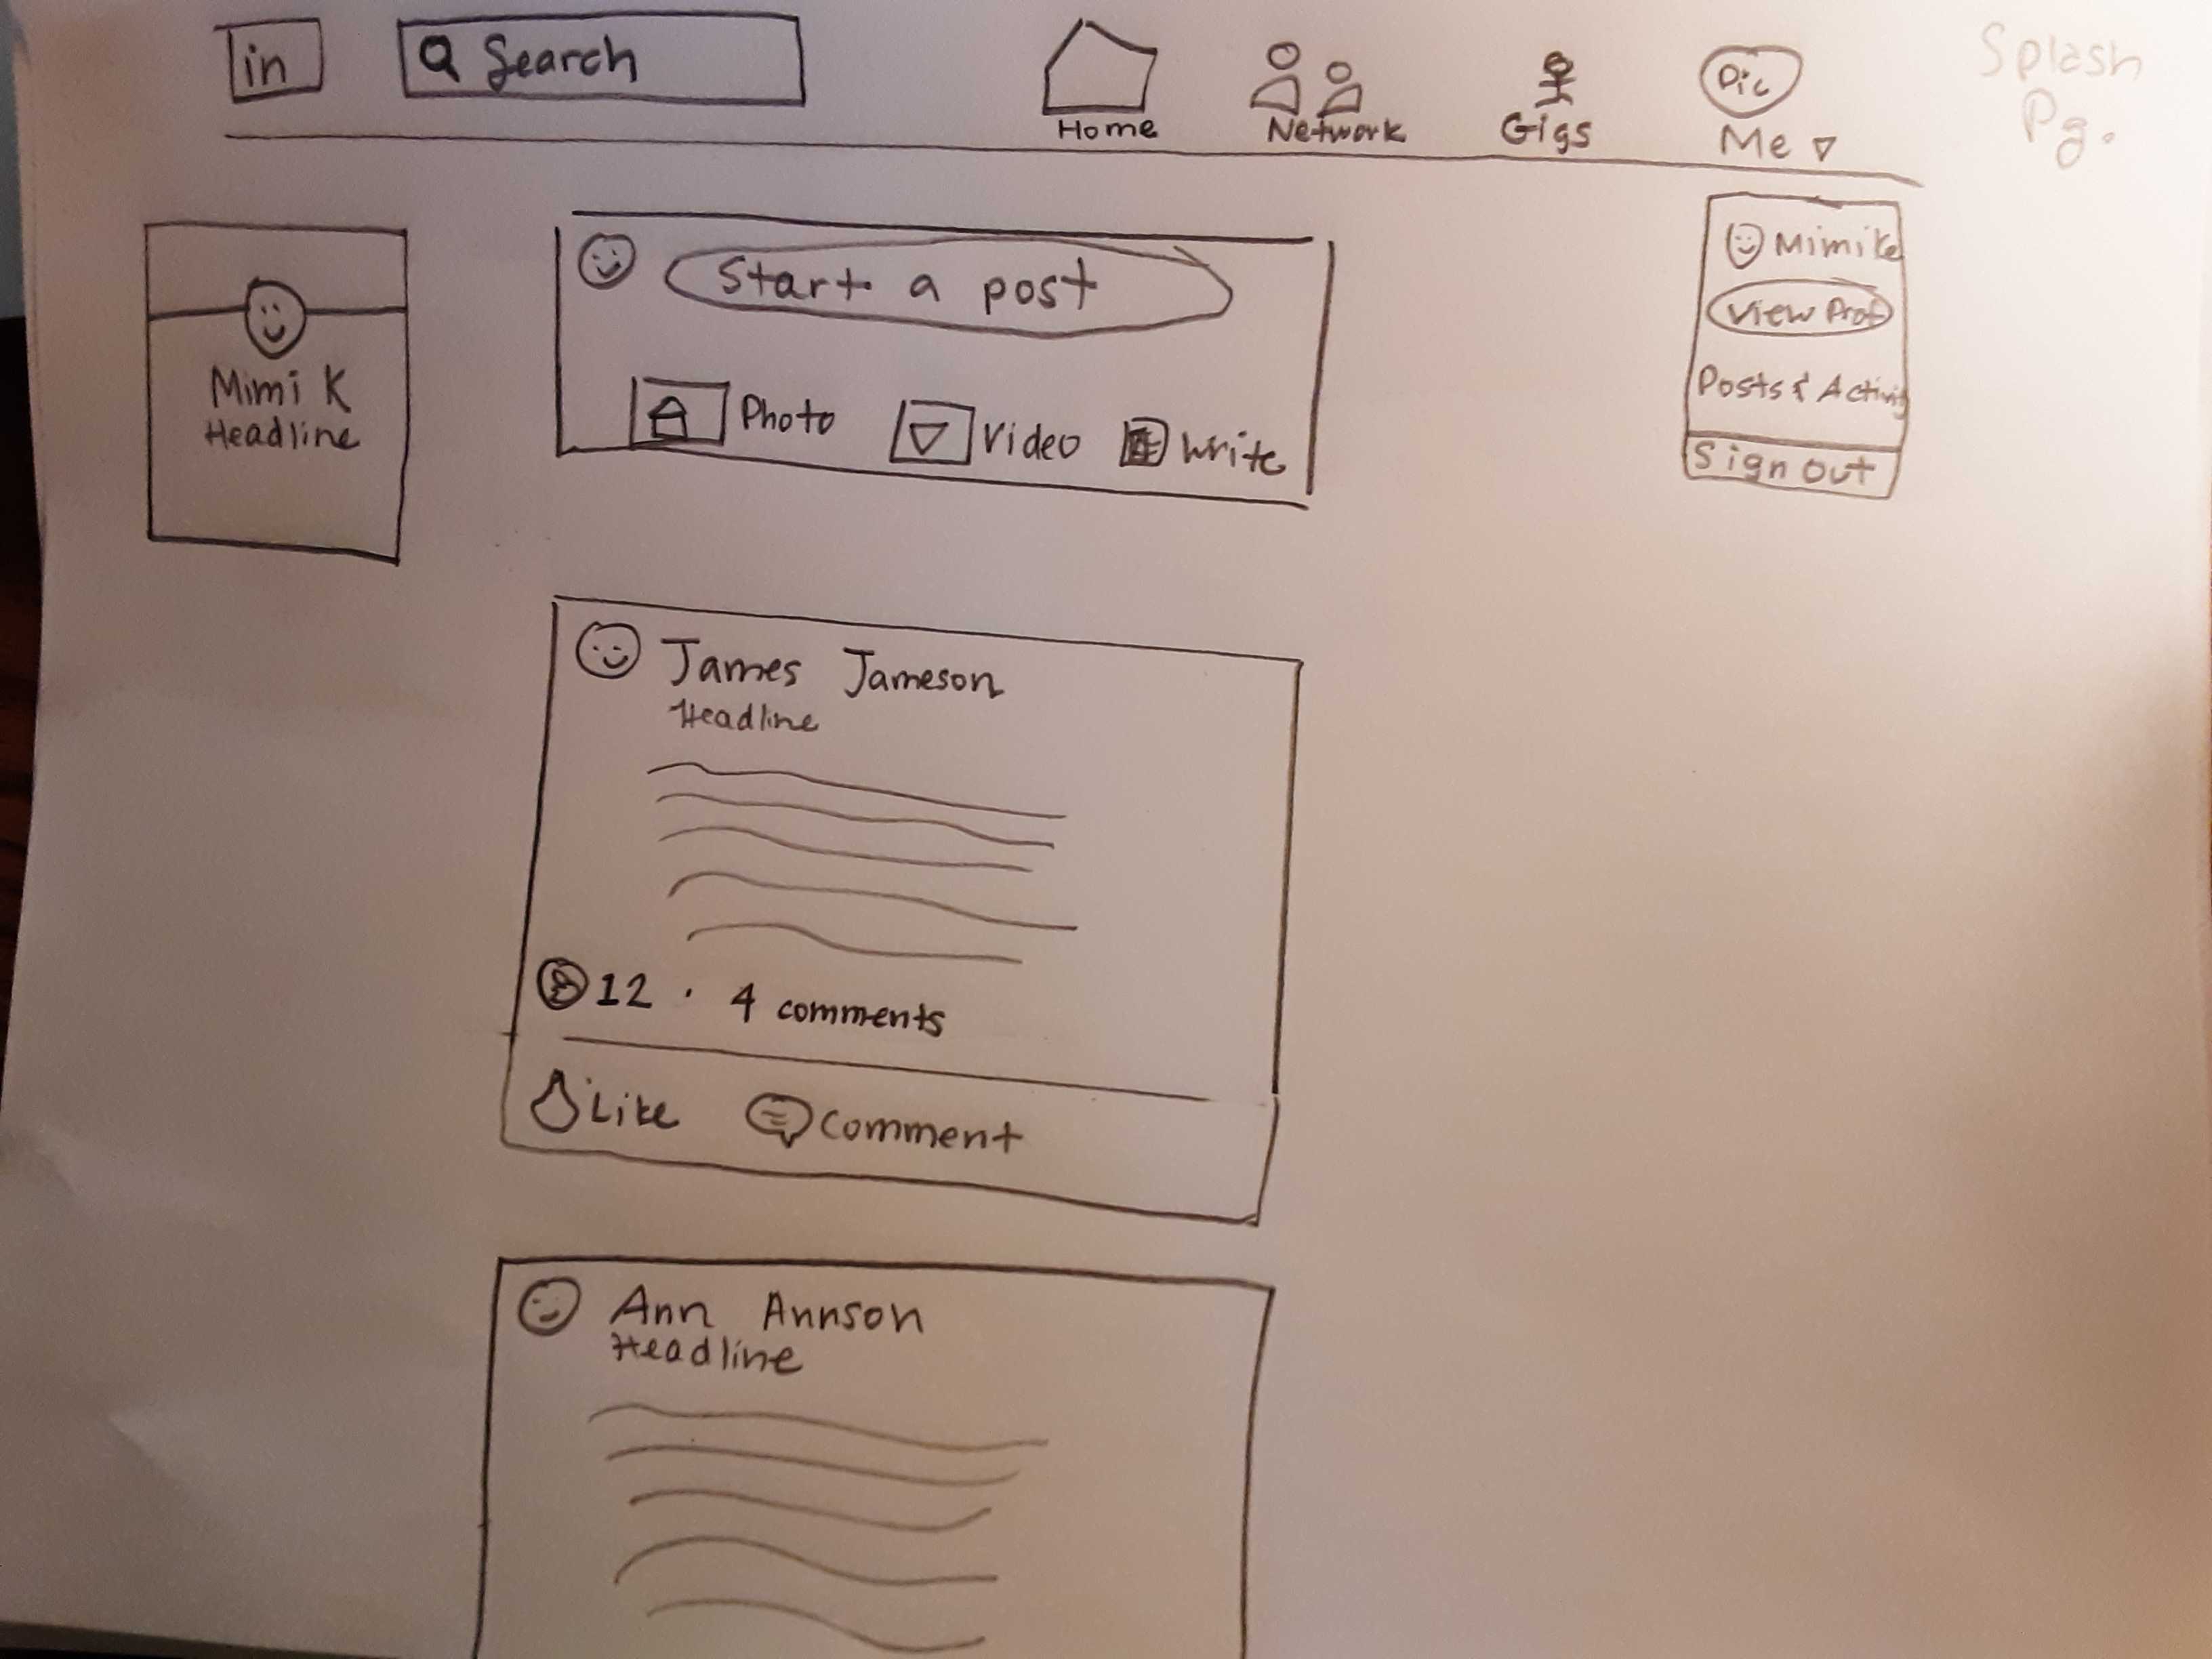 in
Search
Home
Network
Gigs
Pic
Me
Splash
Pg.
Mimi K
Headline
Start a post
Photo
Video
Write
Mimi K
View Prof
Posts & Activity
Sign Out
James Jameson
Headline
12 · 4 comments
Like
Comment
Ann Annson
Headline